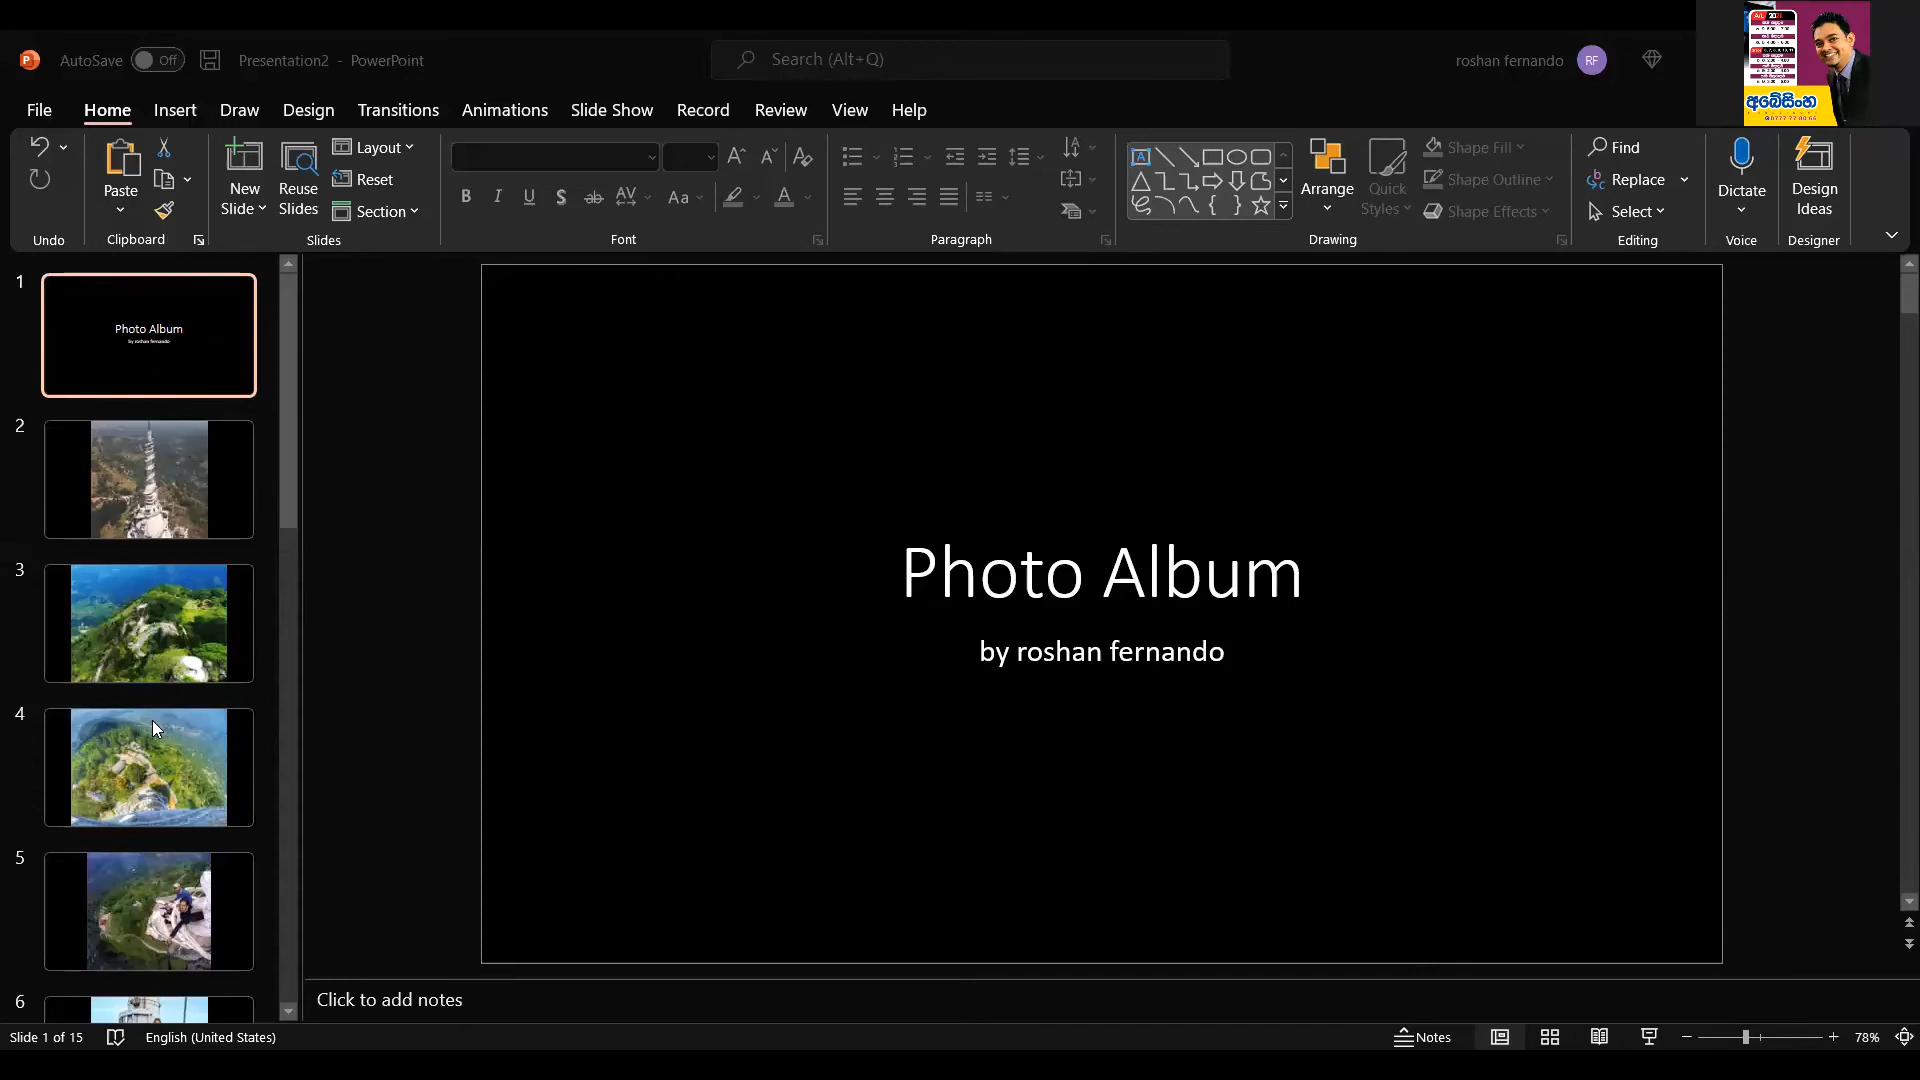 AutoSave Off Presentation2 - PowerPoint
Search (Alt+Q)
roshan fernando RF
A/L
අබේසිංහ
File Home Insert Draw Design Transitions Animations Slide Show Record Review View Help
Undo
Paste
Clipboard
New Slide
Reuse Slides
Layout
Reset
Section
Slides
Font
Paragraph
Arrange
Quick Styles
Shape Fill
Shape Outline
Shape Effects
Drawing
Find
Replace
Select
Editing
Dictate
Voice
Design Ideas
Designer
1
Photo Album
by roshan fernando
2
3
4
5
6
Photo Album
by roshan fernando
Click to add notes
Slide 1 of 15
English (United States)
Notes
78%